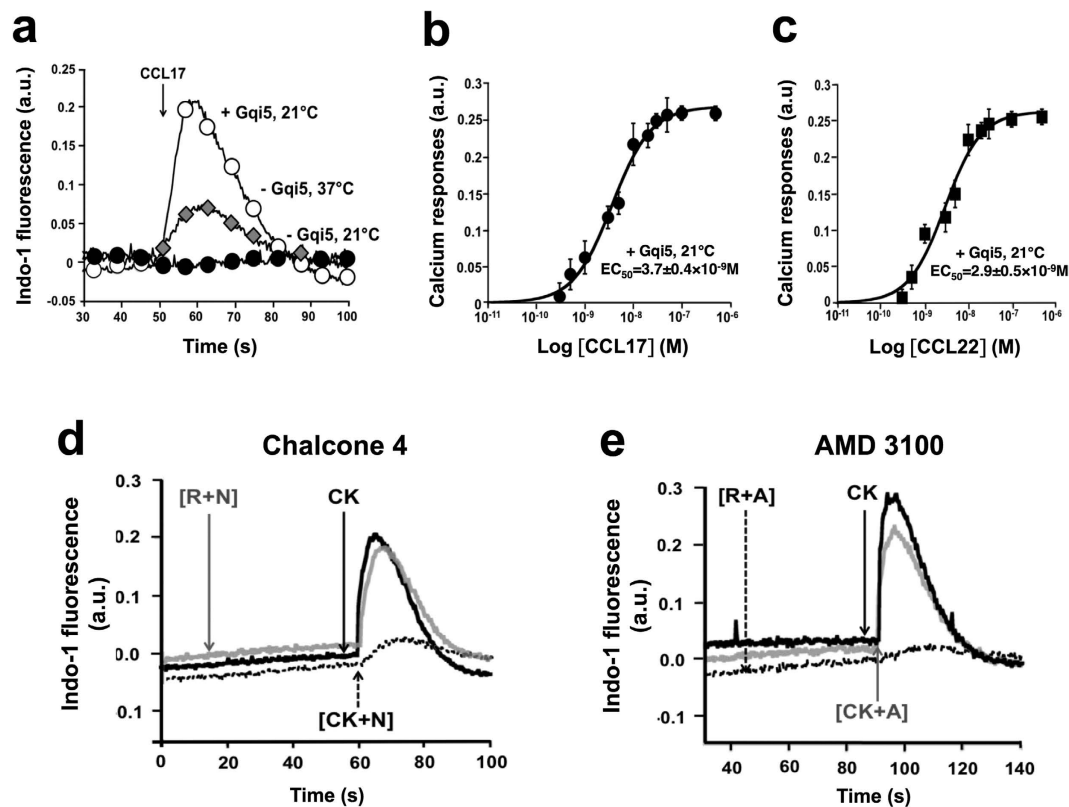 a
Indo-1 fluorescence (a.u.)
0.25
0.2
0.15
0.1
0.05
0
-0.05
CCL17
+ Gqi5, 21°C
- Gqi5, 37°C
- Gqi5, 21°C
30 40 50 60 70 80 90 100
Time (s)
b
Calcium responses (a.u.)
0.3
0.25
0.2
0.15
0.1
0.05
0
+ Gqi5, 21°C
EC50=3.7±0.4×10-9M
10-11 10-10 10-9 10-8 10-7 10-6
Log [CCL17] (M)
c
Calcium responses (a.u)
0.3
0.25
0.2
0.15
0.1
0.05
0
+ Gqi5, 21°C
EC50=2.9±0.5×10-9M
10-11 10-10 10-9 10-8 10-7 10-6
Log [CCL22] (M)
d
Chalcone 4
Indo-1 fluorescence
(a.u.)
0.3
0.2
0.1
0.0
0.1
[R+N]
CK
[CK+N]
0 20 40 60 80 100
Time (s)
e
AMD 3100
Indo-1 fluorescence
(a.u.)
0.3
0.2
0.1
0.0
-0.1
[R+A]
CK
[CK+A]
40 60 80 100 120 140
Time (s)